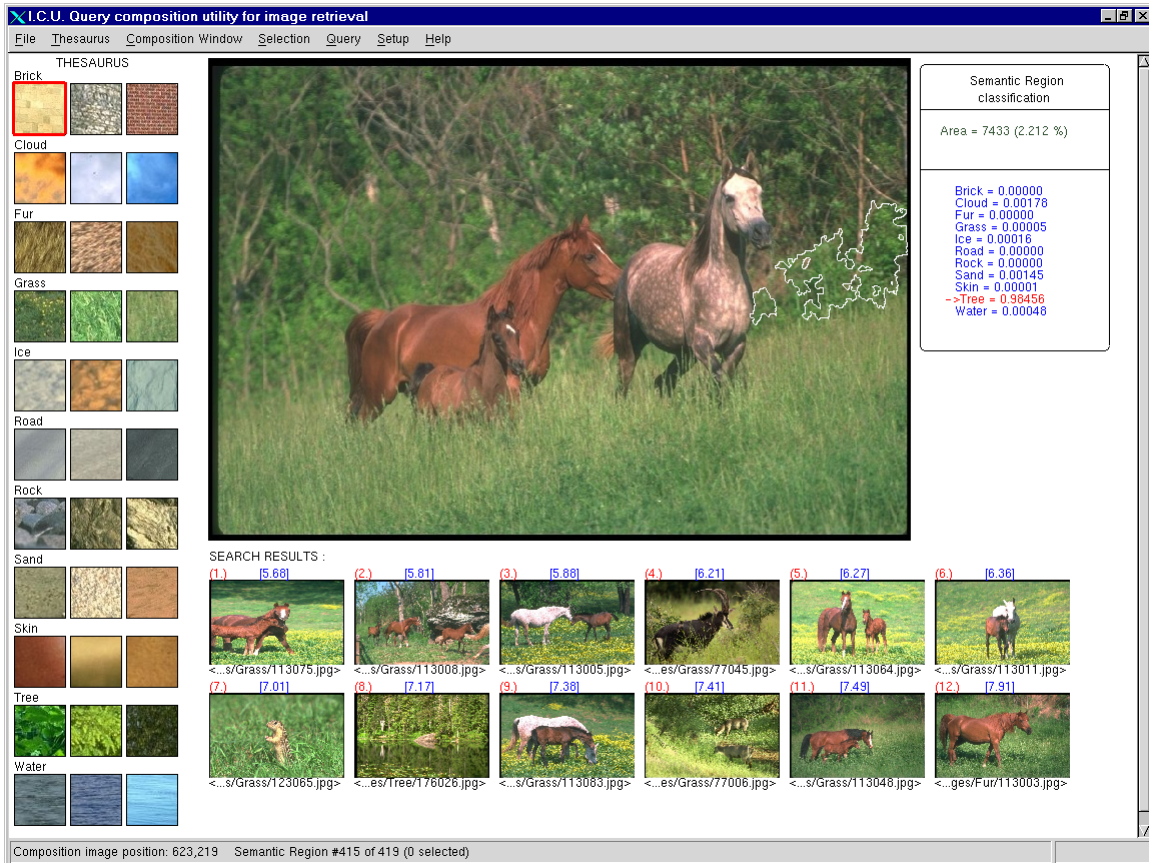 I.C.U. Query composition utility for image retrieval
File Thesaurus Composition Window Selection Query Setup Help
THESAURUS
Brick
Cloud
Fur
Grass
Ice
Road
Rock
Sand
Skin
Tree
Water
Semantic Region
classification
Area = 7433 (2.212 %)
Brick = 0.00000
Cloud = 0.00178
Fur = 0.00000
Grass = 0.00005
Ice = 0.00016
Road = 0.00000
Rock = 0.00000
Sand = 0.00145
Skin = 0.00001
->Tree = 0.98456
Water = 0.00048
SEARCH RESULTS :
(1.) [5.68] (2.) [5.81] (3.) [5.88] (4.) [6.21] (5.) [6.27] (6.) [6.36]
<...s/Grass/113075.jpg> <...s/Grass/113008.jpg> <...s/Grass/113005.jpg> <...es/Grass/77045.jpg> <...s/Grass/113064.jpg> <...s/Grass/113011.jpg>
(7.) [7.01] (8.) [7.17] (9.) [7.38] (10.) [7.41] (11.) [7.49] (12.) [7.91]
<...s/Grass/123065.jpg> <...es/Tree/176026.jpg> <...s/Grass/113083.jpg> <...es/Grass/77006.jpg> <...s/Grass/113048.jpg> <...ges/Fur/113003.jpg>
Composition image position: 623,219 Semantic Region #415 of 419 (0 selected)